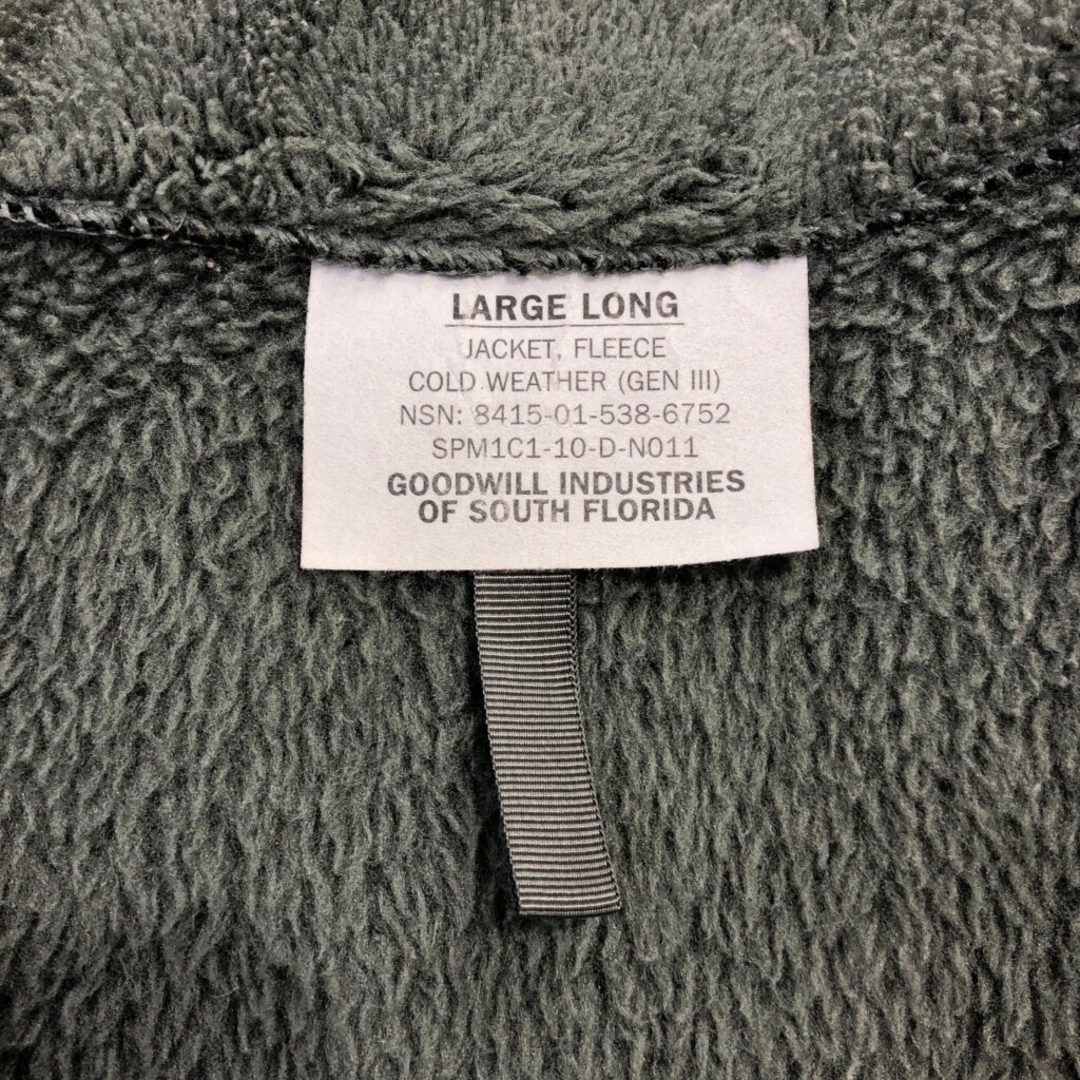 LARGE LONG
JACKET, FLEECE
COLD WEATHER (GEN III)
NSN: 8415-01-538-6752
SPM1C1-10-D-N011
GOODWILL INDUSTRIES
OF SOUTH FLORIDA